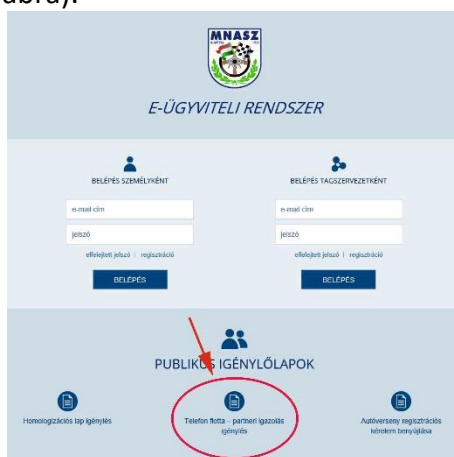 ábra).
MNASZ
E-ÜGYVITELI RENDSZER
BELÉPÉS SZEMÉLYKÉNT
BELÉPÉS TAGSZERVEZETKÉNT
e-mail cím
e-mail cím
jelszó
jelszó
elfelejtett jelszó | regisztráció
elfelejtett jelszó | regisztráció
BELÉPÉS
BELÉPÉS
PUBLIKUS IGÉNYLŐLAPOK
Homologizációs lap igénylés
Telefon flotta – partneri igazolás
igénylés
Autóverseny regisztrációs
kérelem benyújtása